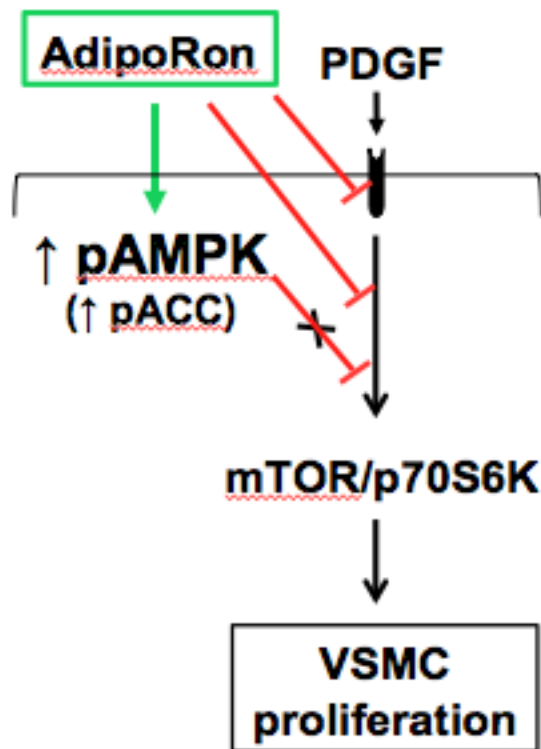 AdipoRon
PDGF
↑ pAMPK
(↑ pACC)
mTOR/p70S6K
VSMC
proliferation